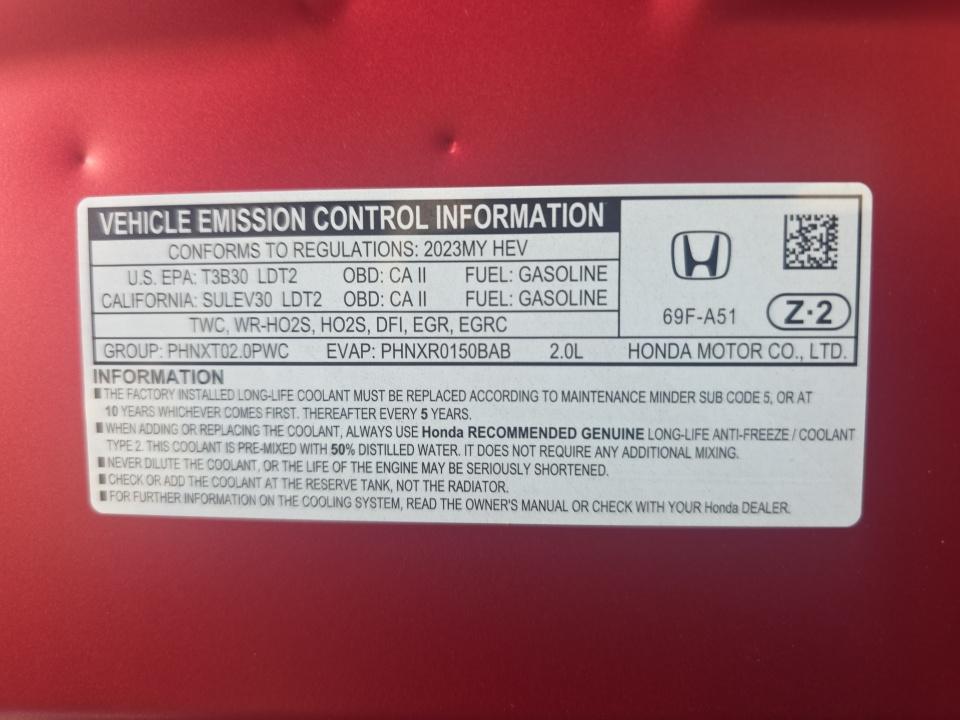 VEHICLE EMISSION CONTROL INFORMATION
CONFORMS TO REGULATIONS: 2023MY HEV
U.S. EPA: T3B30 LDT2 OBD: CA II FUEL: GASOLINE
CALIFORNIA: SULEV30 LDT2 OBD: CA II FUEL: GASOLINE
TWC, WR-HO2S, HO2S, DFI, EGR, EGRC
69F-A51 Z·2
GROUP: PHNXT02.0PWC EVAP: PHNXR0150BAB 2.0L HONDA MOTOR CO., LTD.
INFORMATION
THE FACTORY INSTALLED LONG-LIFE COOLANT MUST BE REPLACED ACCORDING TO MAINTENANCE MINDER SUB CODE 5, OR AT
10 YEARS WHICHEVER COMES FIRST. THEREAFTER EVERY 5 YEARS.
WHEN ADDING OR REPLACING THE COOLANT, ALWAYS USE Honda RECOMMENDED GENUINE LONG-LIFE ANTI-FREEZE / COOLANT
TYPE 2. THIS COOLANT IS PRE-MIXED WITH 50% DISTILLED WATER. IT DOES NOT REQUIRE ANY ADDITIONAL MIXING.
NEVER DILUTE THE COOLANT, OR THE LIFE OF THE ENGINE MAY BE SERIOUSLY SHORTENED.
CHECK OR ADD THE COOLANT AT THE RESERVE TANK, NOT THE RADIATOR.
FOR FURTHER INFORMATION ON THE COOLING SYSTEM, READ THE OWNER'S MANUAL OR CHECK WITH YOUR Honda DEALER.